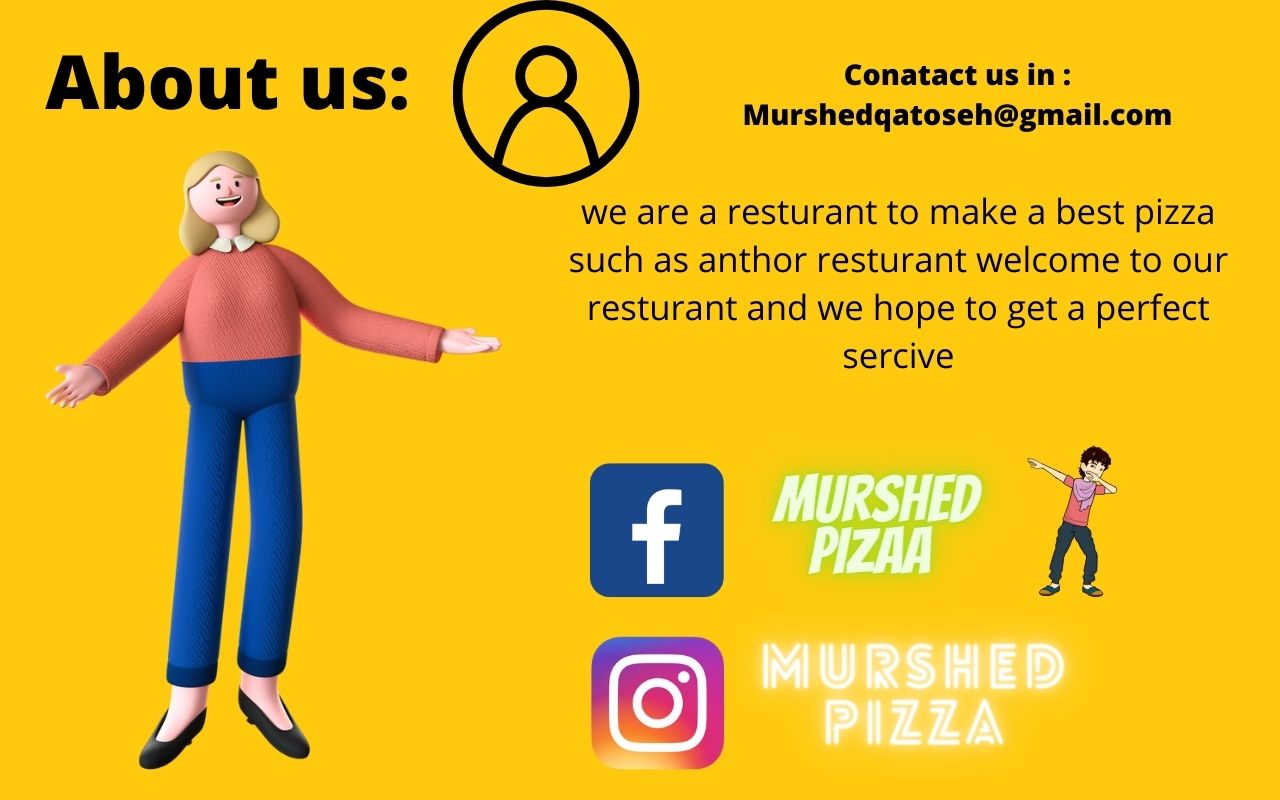 About us:
Conatact us in :
Murshedqatoseh@gmail.com
we are a resturant to make a best pizza
such as anthor resturant welcome to our
resturant and we hope to get a perfect
sercive
MURSHED
PIZAA
MURSHED
PIZZA